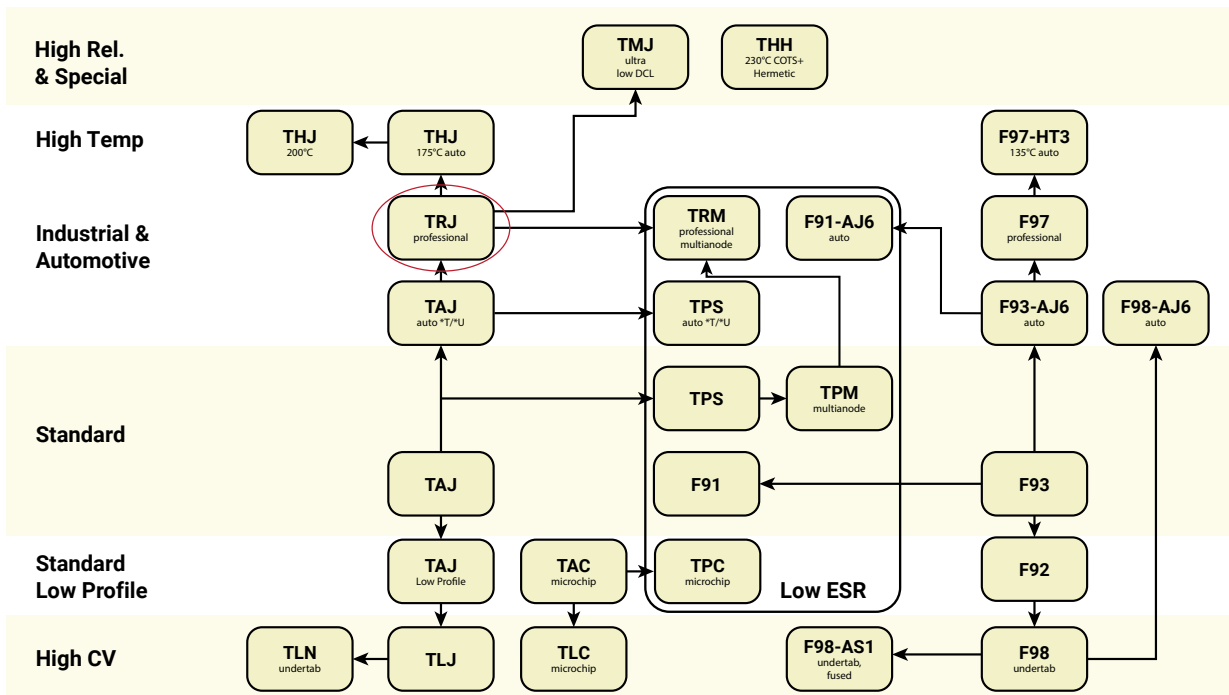 High Rel.
& Special
TMJ
ultra
low DCL
THH
230°C COTS+
Hermetic
High Temp
THJ
200°C
THJ
175°C auto
F97-HT3
135°C auto
Industrial &
Automotive
TRJ
professional
TRM
professional
multianode
F91-AJ6
auto
F97
professional
TAJ
auto *T/*U
TPS
auto *T/*U
F93-AJ6
auto
F98-AJ6
auto
Standard
TPS
TPM
multianode
TAJ
F91
F93
Standard
Low Profile
TAJ
Low Profile
TAC
microchip
TPC
microchip
Low ESR
F92
High CV
TLN
undertab
TLJ
TLC
microchip
F98-AS1
undertab,
fused
F98
undertab